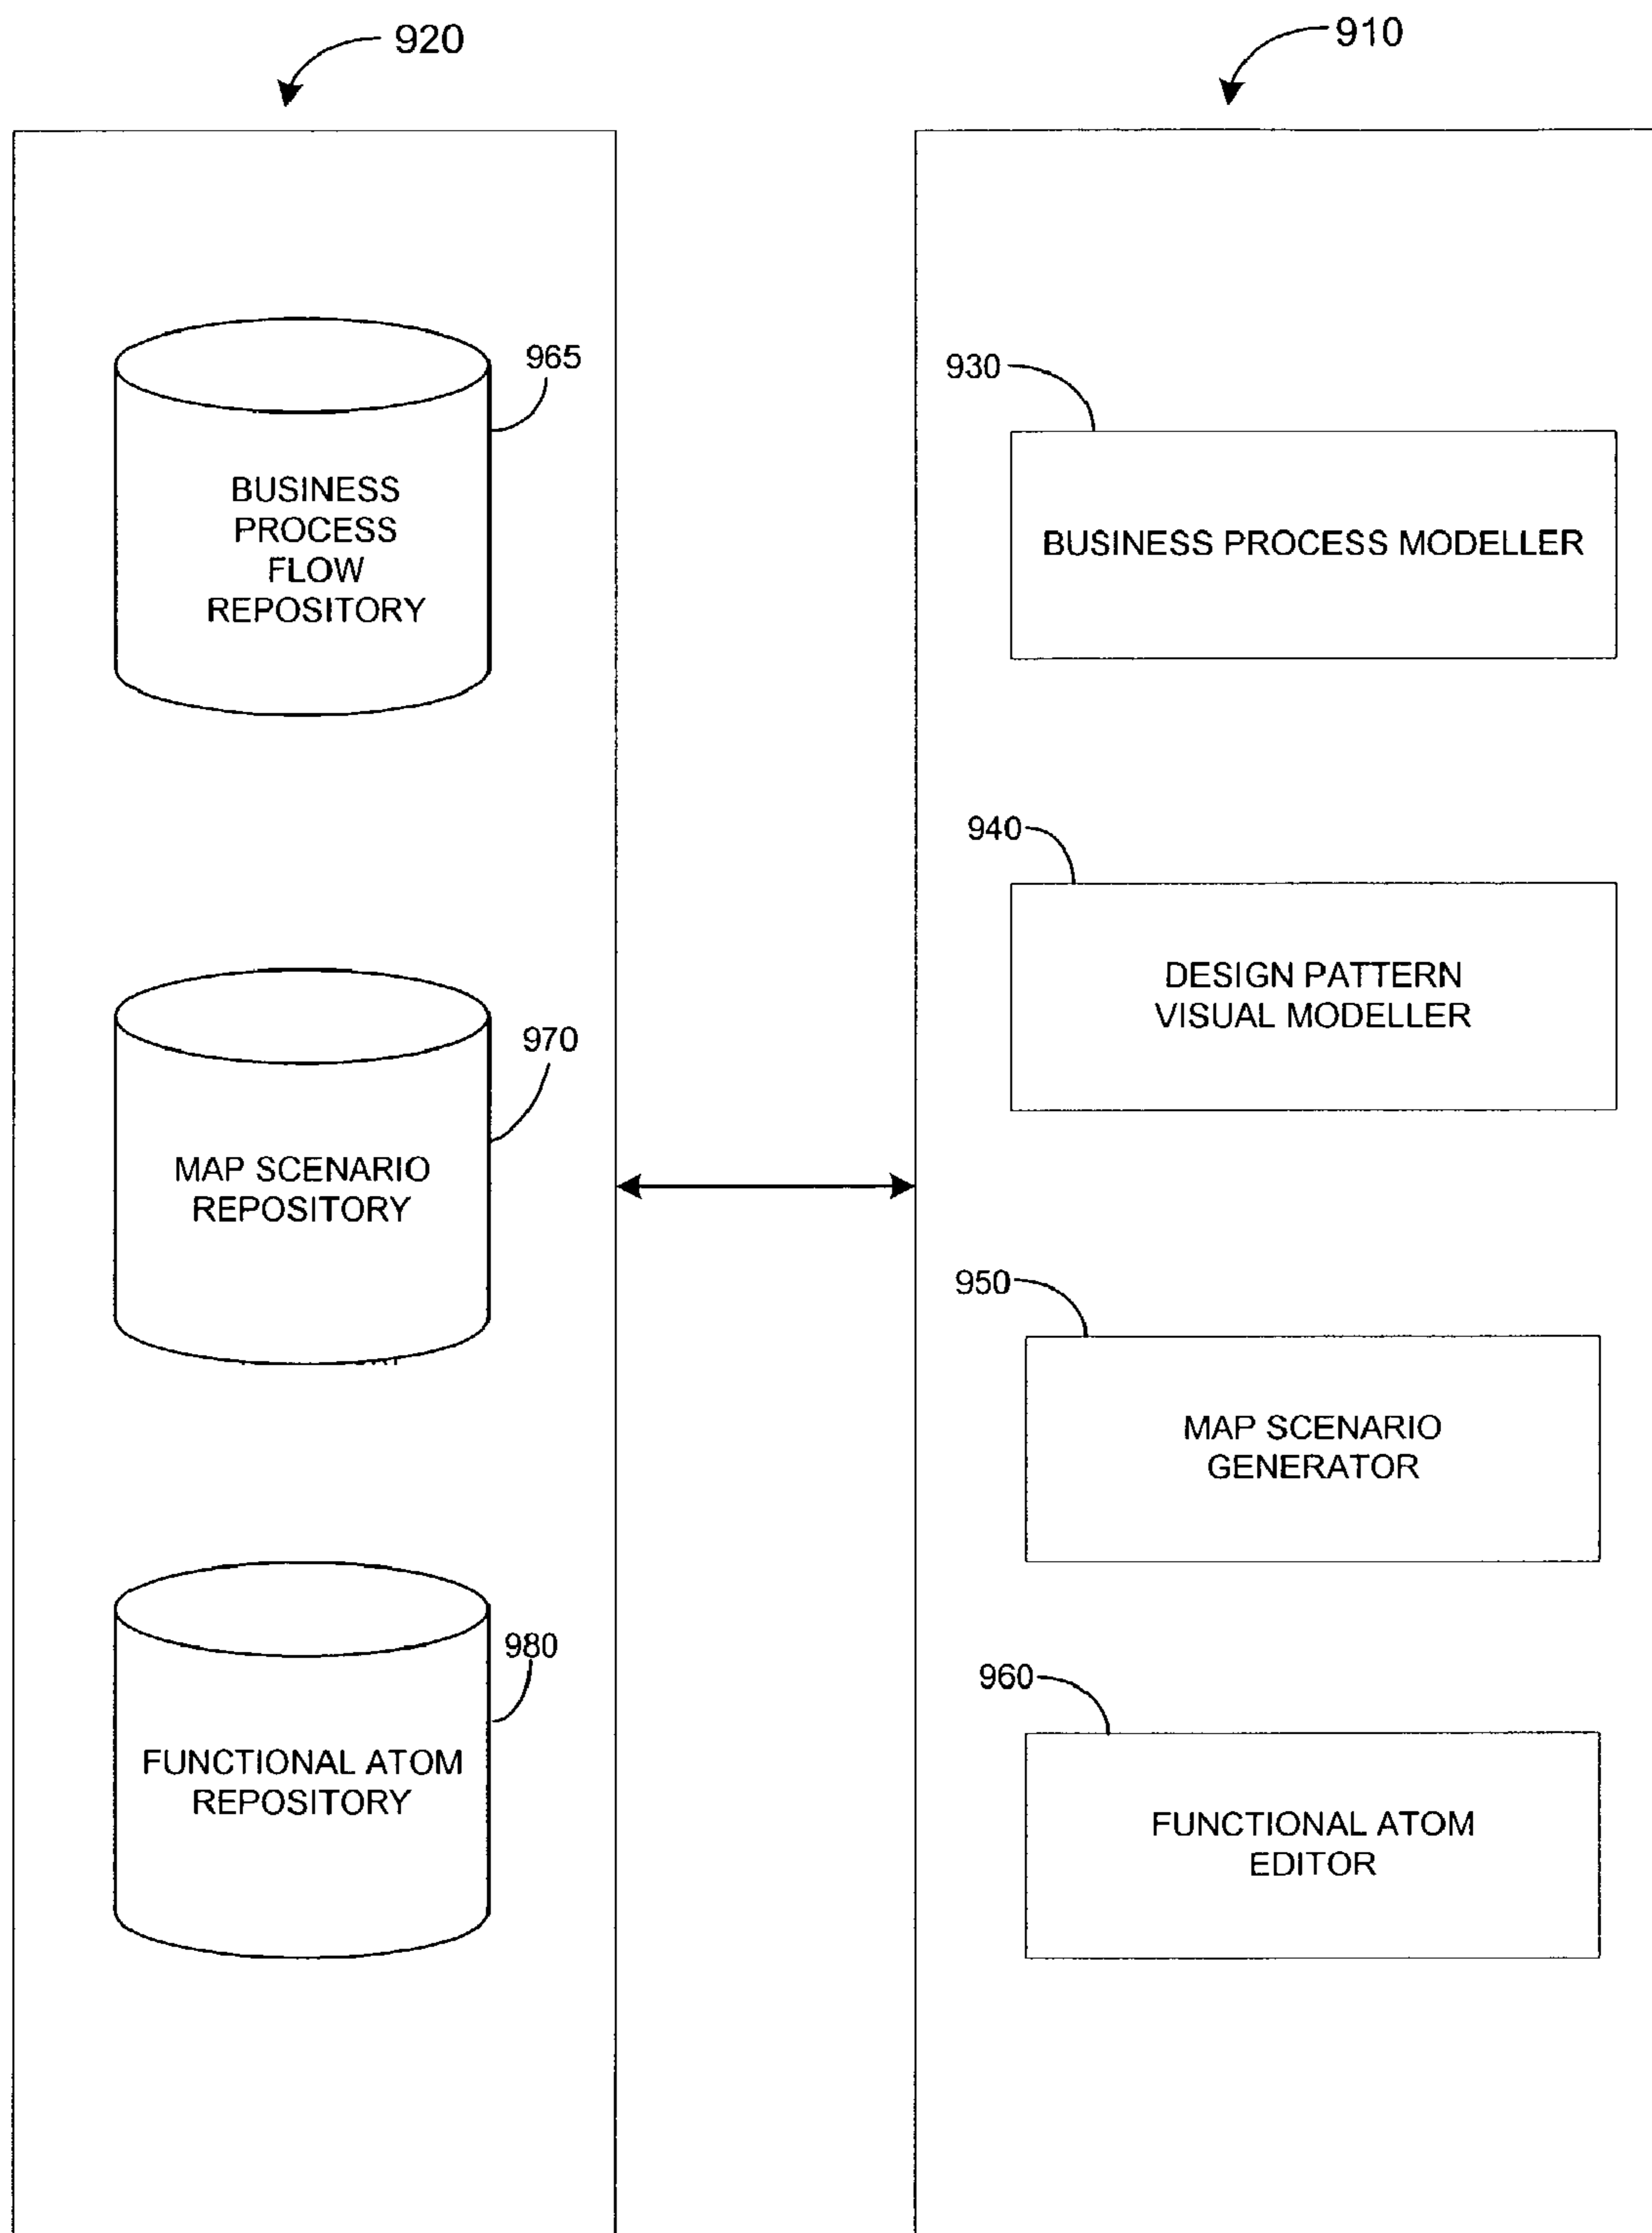 920
910
965
BUSINESS
PROCESS
FLOW
REPOSITORY
930
BUSINESS PROCESS MODELLER
940
DESIGN PATTERN
VISUAL MODELLER
970
MAP SCENARIO
REPOSITORY
950
MAP SCENARIO
GENERATOR
980
FUNCTIONAL ATOM
REPOSITORY
960
FUNCTIONAL ATOM
EDITOR